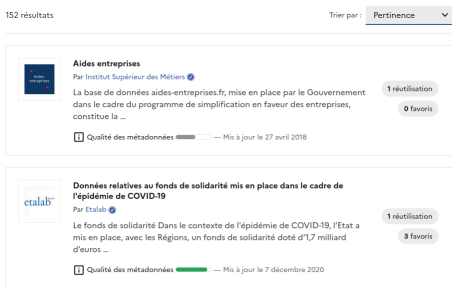 152 résultats
Trier par : Pertinence
Aides entreprises
Aides entreprises
Par Institut Supérieur des Métiers
La base de données aides-entreprises.fr, mise en place par le Gouvernement
dans le cadre du programme de simplification en faveur des entreprises,
constitue la ...
1 réutilisation
0 favoris
Qualité des métadonnées — Mis à jour le 27 avril 2018
etalab
Données relatives au fonds de solidarité mis en place dans le cadre de
l'épidémie de COVID-19
Par Etalab
Le fonds de solidarité Dans le contexte de l'épidémie de COVID-19, l'Etat a
mis en place, avec les Régions, un fonds de solidarité doté d'1,7 milliard
d'euros ...
1 réutilisation
3 favoris
Qualité des métadonnées — Mis à jour le 7 décembre 2020